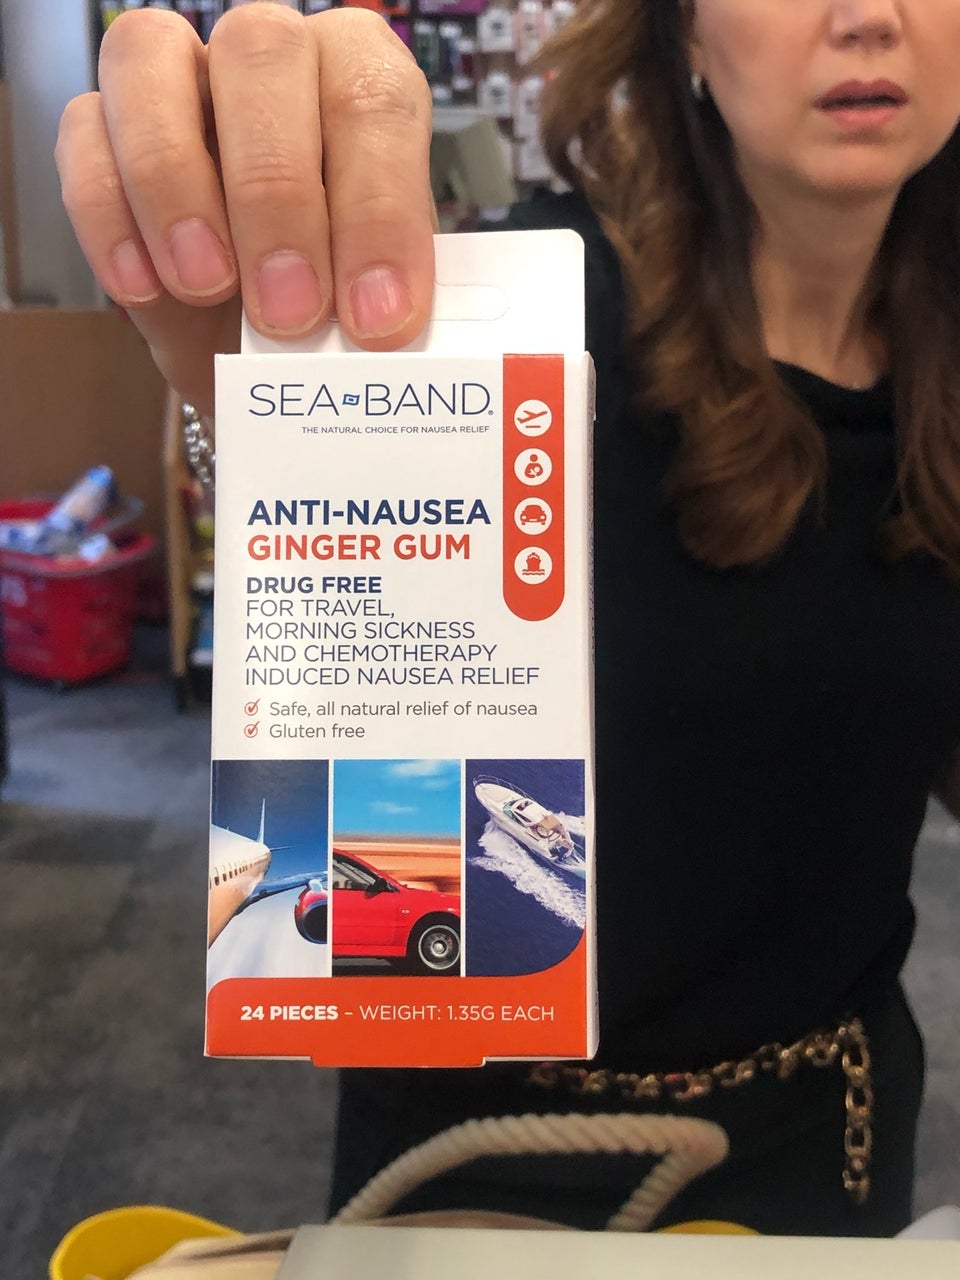 SEA BAND®
THE NATURAL CHOICE FOR NAUSEA RELIEF
ANTI-NAUSEA
GINGER GUM
DRUG FREE
FOR TRAVEL,
MORNING SICKNESS
AND CHEMOTHERAPY
INDUCED NAUSEA RELIEF
Safe, all natural relief of nausea
Gluten free
24 PIECES – WEIGHT: 1.35G EACH